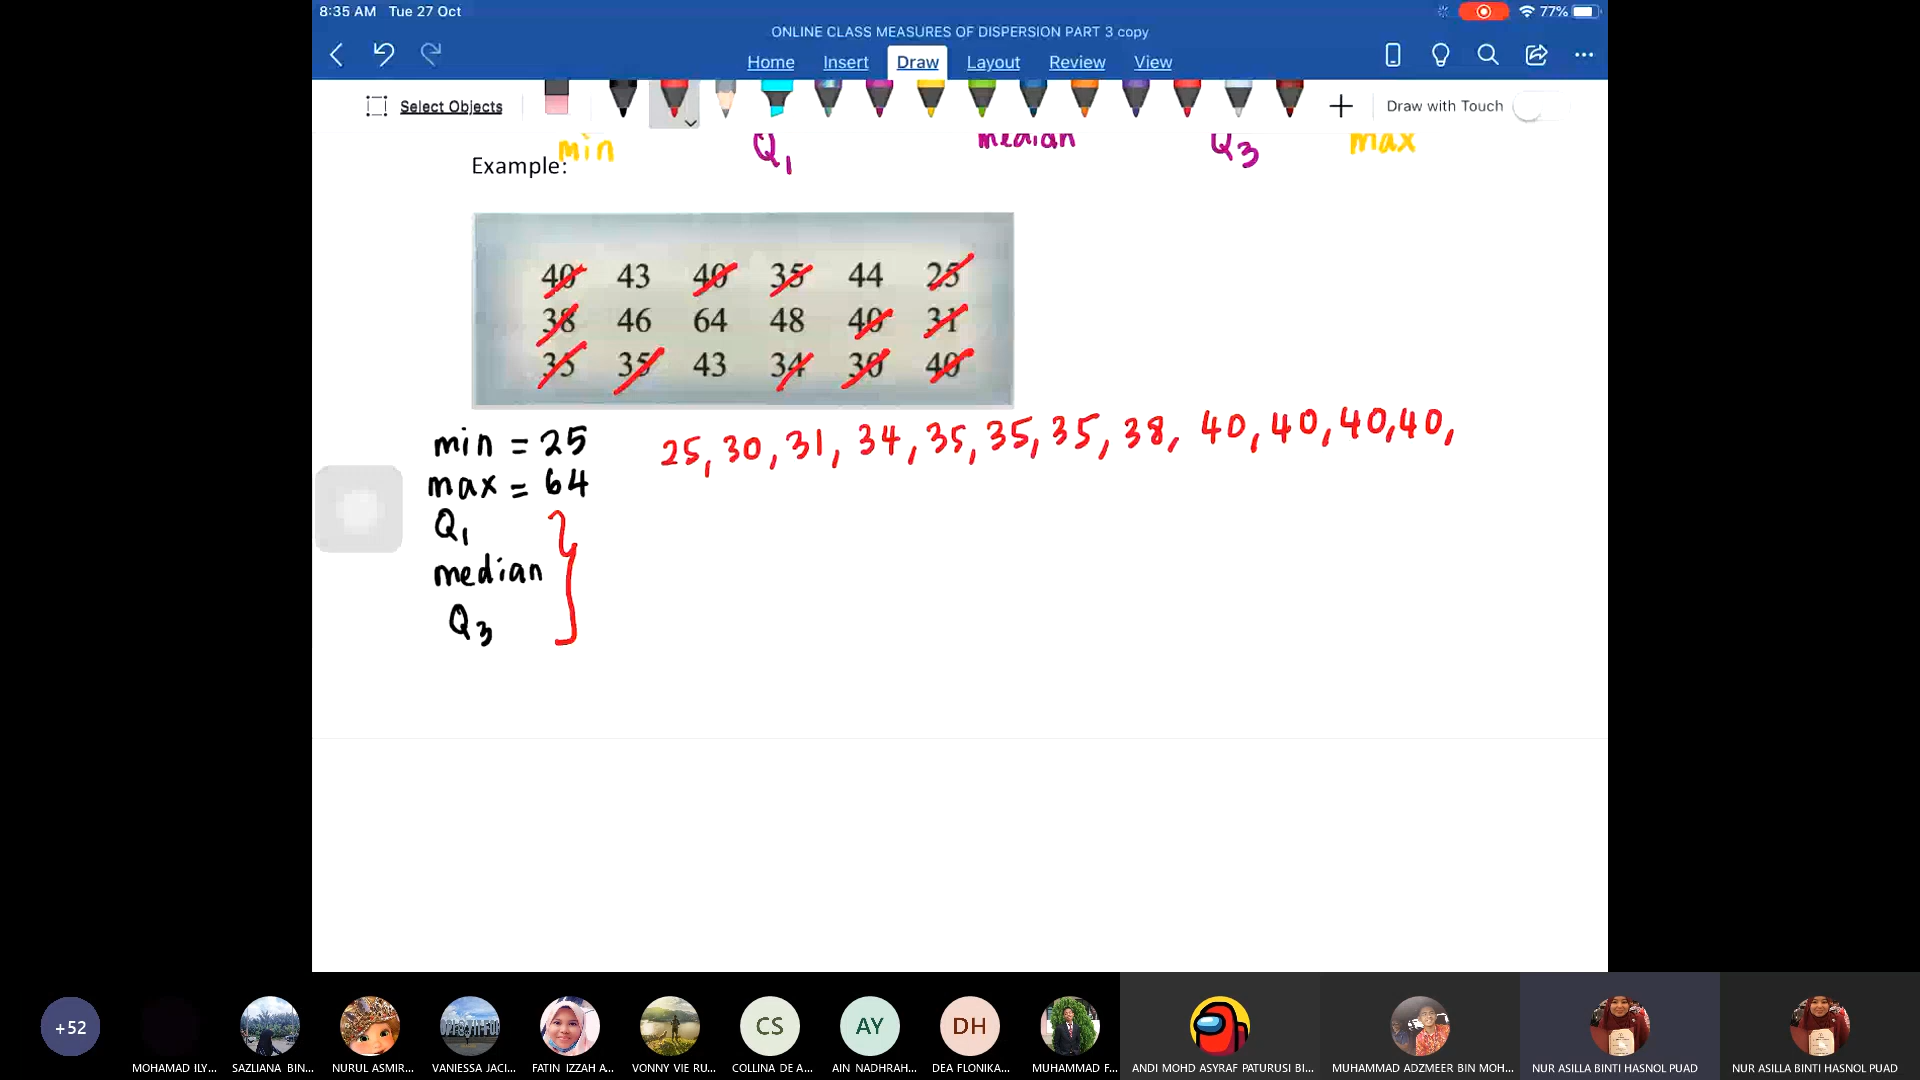 8:35 AM Tue 27 Oct
77%
ONLINE CLASS MEASURES OF DISPERSION PART 3 copy
Home Insert Draw Layout Review View
Select Objects
Draw with Touch
min Q1 median Q3 max
Example:
40 43 40 35 44 25
38 46 64 48 40 31
35 35 43 34 30 40
min = 25
25, 30, 31, 34, 35, 35, 35, 38, 40, 40, 40, 40,
max = 64
Q1
median
Q3
+52
CS AY DH
MOHAMAD ILY... SAZLIANA BIN... NURUL ASMIR... VANIESSA JACI... FATIN IZZAH A... VONNY VIE RU... COLLINA DE A... AIN NADHRAH... DEA FLONIKA... MUHAMMAD F... ANDI MOHD ASYRAF PATURUSI BI... MUHAMMAD ADZMEER BIN MOH... NUR ASILLA BINTI HASNOL PUAD NUR ASILLA BINTI HASNOL PUAD